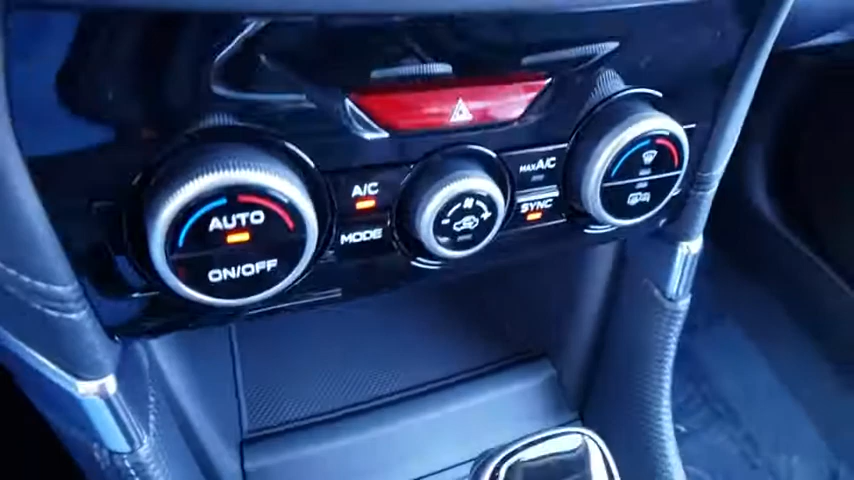 AUTO
ON/OFF
A/C
MODE
MAX A/C
SYNC